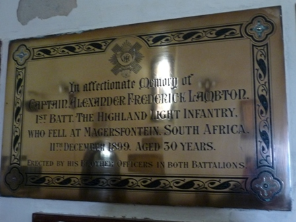 In affectionate Memory of
Captain Alexander Frederick Lambton,
1st Batt. The Highland Light Infantry,
who fell at Magersfontein, South Africa,
11th December 1899, aged 30 years.
Erected by his Brother Officers in both Battalions.